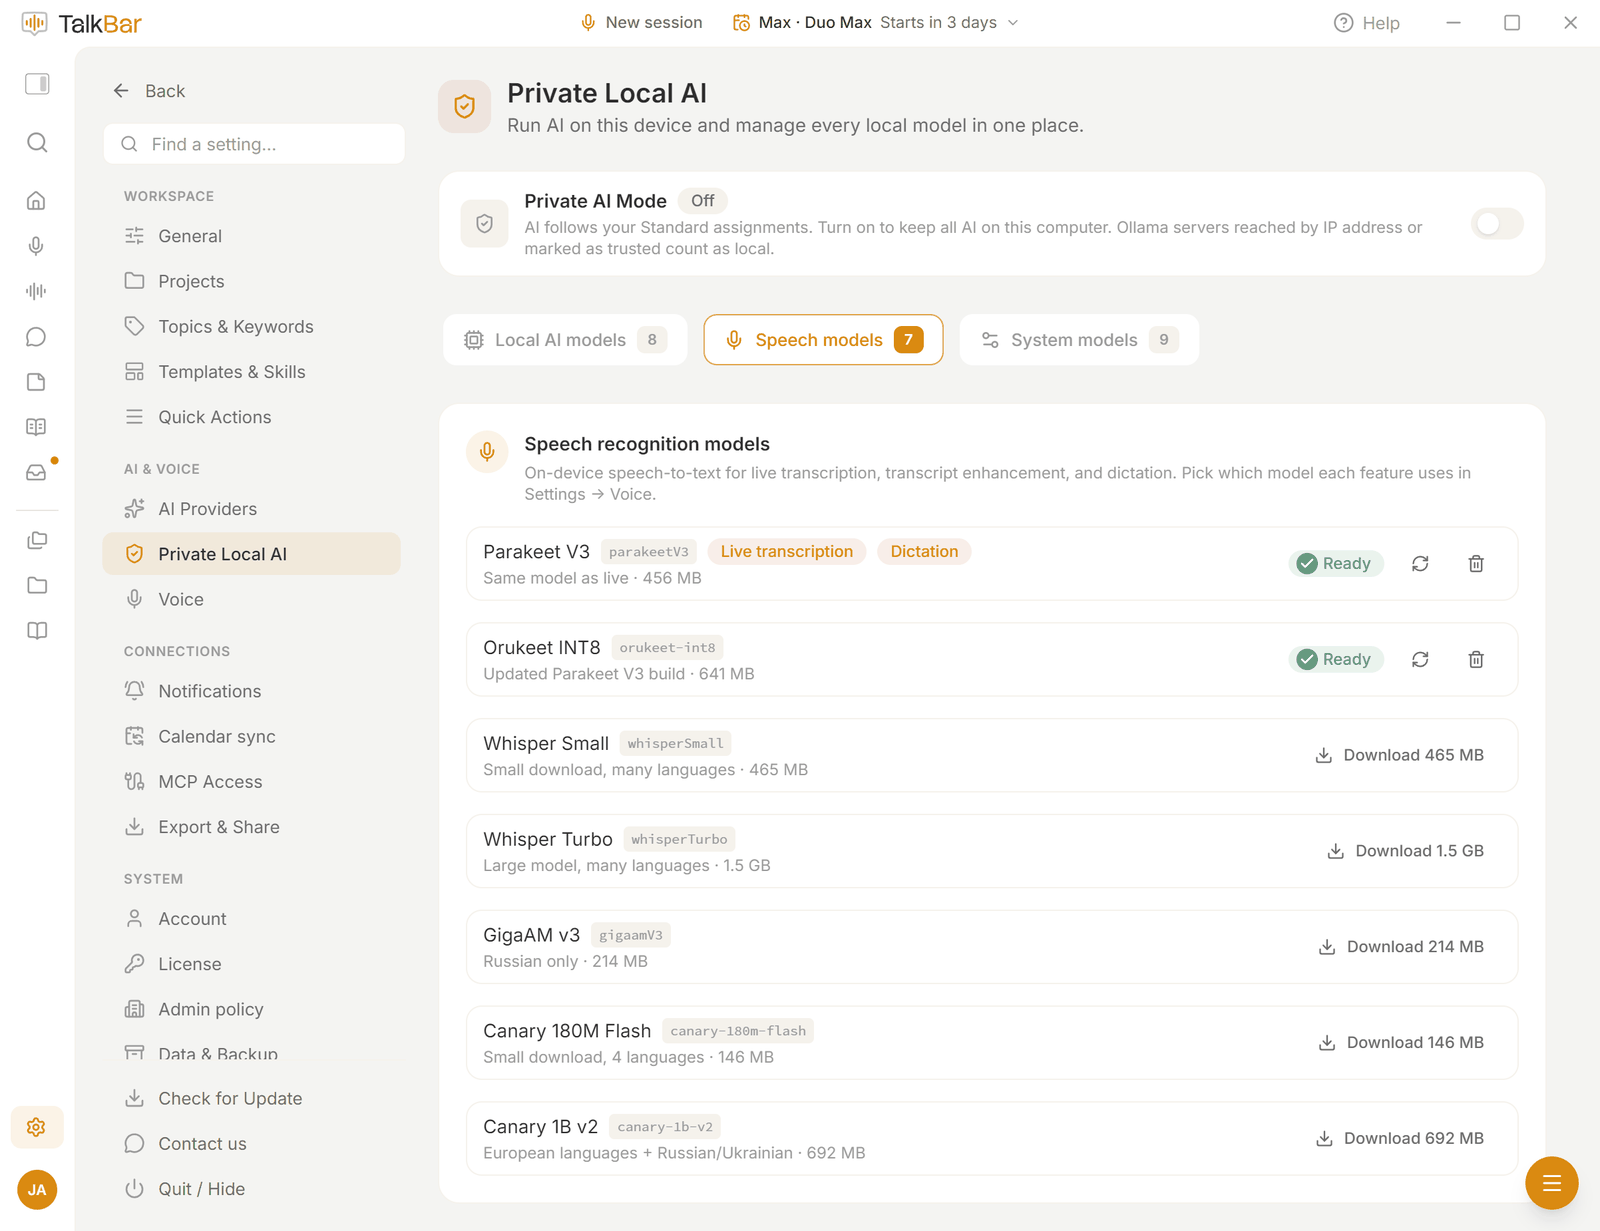 TalkBar
New session
Max · Duo Max Starts in 3 days
Help
Back
Find a setting...
WORKSPACE
General
Projects
Topics & Keywords
Templates & Skills
Quick Actions
AI & VOICE
AI Providers
Private Local AI
Voice
CONNECTIONS
Notifications
Calendar sync
MCP Access
Export & Share
SYSTEM
Account
License
Admin policy
Data & Backup
Check for Update
Contact us
Quit / Hide
JA
Private Local AI
Run AI on this device and manage every local model in one place.
Private AI Mode Off
AI follows your Standard assignments. Turn on to keep all AI on this computer. Ollama servers reached by IP address or
marked as trusted count as local.
Local AI models 8
Speech models 7
System models 9
Speech recognition models
On-device speech-to-text for live transcription, transcript enhancement, and dictation. Pick which model each feature uses in
Settings → Voice.
Parakeet V3 parakeetV3 Live transcription Dictation
Same model as live · 456 MB
Ready
Orukeet INT8 orukeet-int8
Updated Parakeet V3 build · 641 MB
Ready
Whisper Small whisperSmall
Small download, many languages · 465 MB
Download 465 MB
Whisper Turbo whisperTurbo
Large model, many languages · 1.5 GB
Download 1.5 GB
GigaAM v3 gigaamV3
Russian only · 214 MB
Download 214 MB
Canary 180M Flash canary-180m-flash
Small download, 4 languages · 146 MB
Download 146 MB
Canary 1B v2 canary-1b-v2
European languages + Russian/Ukrainian · 692 MB
Download 692 MB